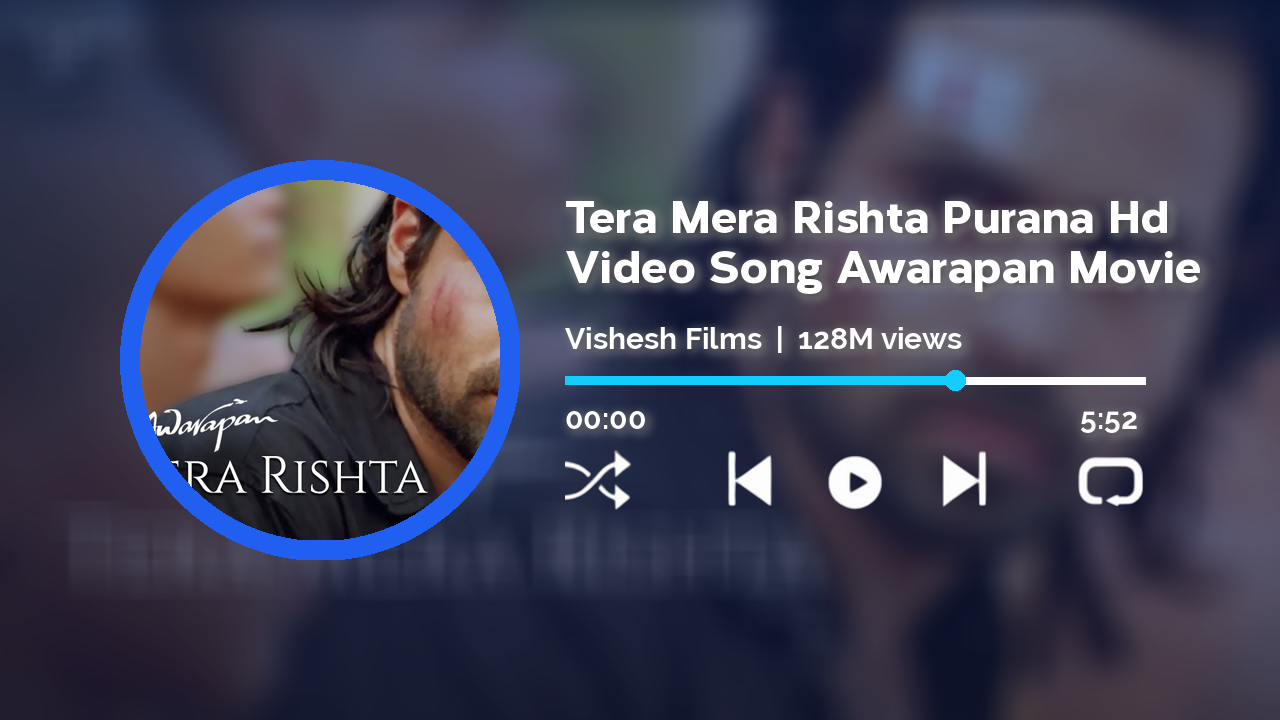 Tera Mera Rishta Purana Hd
Video Song Awarapan Movie
Vishesh Films | 128M views
00:00 5:52
Awarapan
ERA RISHTA